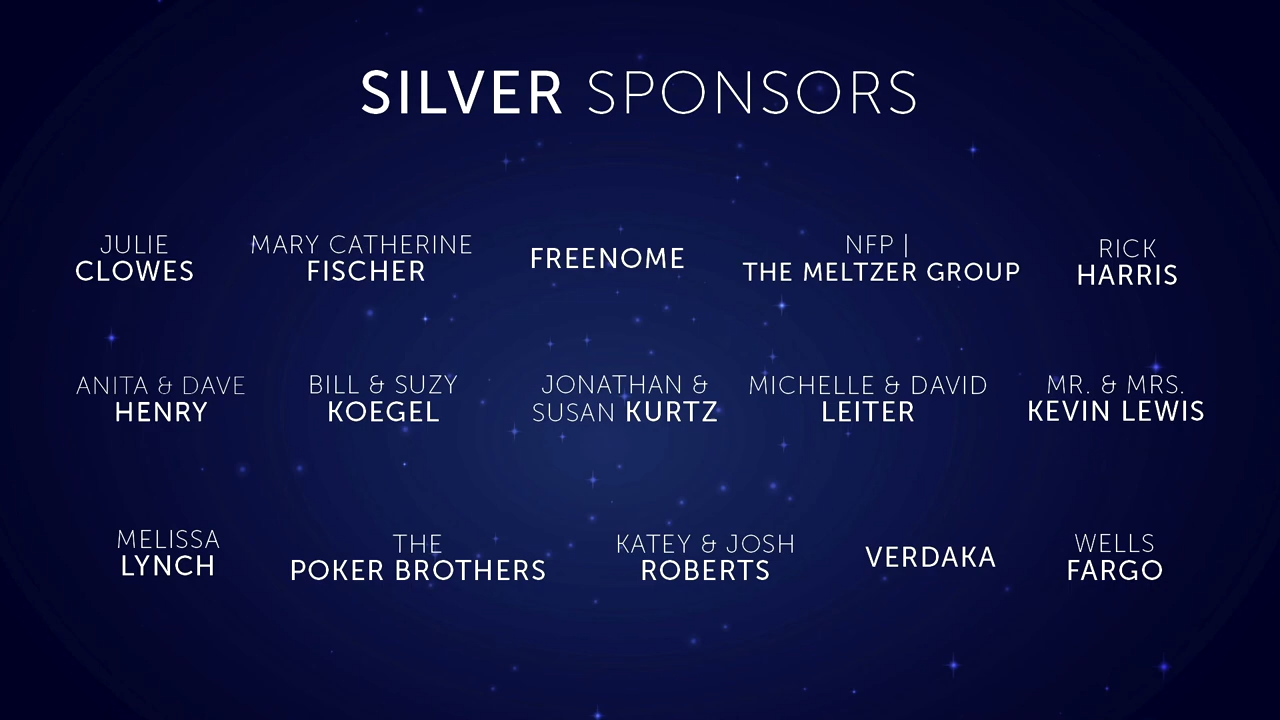 SILVER SPONSORS
JULIE
CLOWES
MARY CATHERINE
FISCHER
FREENOME
NFP |
THE MELTZER GROUP
RICK
HARRIS
ANITA & DAVE
HENRY
BILL & SUZY
KOEGEL
JONATHAN &
SUSAN KURTZ
MICHELLE & DAVID
LEITER
MR. & MRS.
KEVIN LEWIS
MELISSA
LYNCH
THE
POKER BROTHERS
KATEY & JOSH
ROBERTS
VERDAKA
WELLS
FARGO